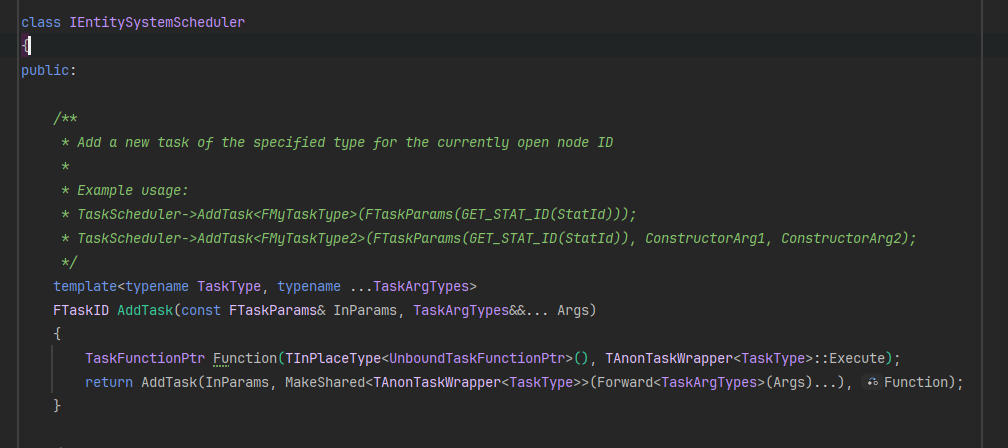 class IEntitySystemScheduler
{
public:
/**
* Add a new task of the specified type for the currently open node ID
*
* Example usage:
* TaskScheduler->AddTask<FMyTaskType>(FTaskParams(GET_STAT_ID(StatId)));
* TaskScheduler->AddTask<FMyTaskType2>(FTaskParams(GET_STAT_ID(StatId)), ConstructorArg1, ConstructorArg2);
*/
template<typename TaskType, typename ...TaskArgTypes>
FTaskID AddTask(const FTaskParams& InParams, TaskArgTypes&&... Args)
{
TaskFunctionPtr Function(TInPlaceType<UnboundTaskFunctionPtr>(), TAnonTaskWrapper<TaskType>::Execute);
return AddTask(InParams, MakeShared<TAnonTaskWrapper<TaskType>>(Forward<TaskArgTypes>(Args)...), Function);
}